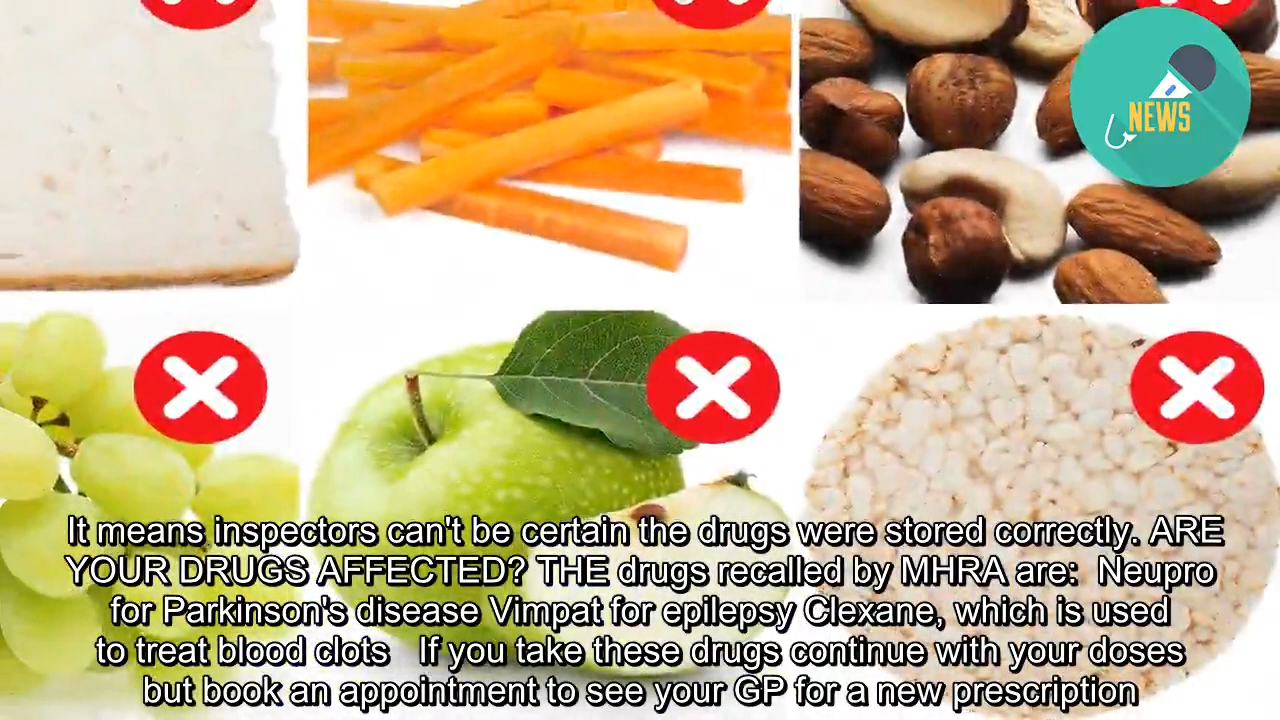 NEWS
It means inspectors can't be certain the drugs were stored correctly. ARE
YOUR DRUGS AFFECTED? THE drugs recalled by MHRA are:  Neupro
for Parkinson's disease Vimpat for epilepsy Clexane, which is used
to treat blood clots   If you take these drugs continue with your doses
but book an appointment to see your GP for a new prescription